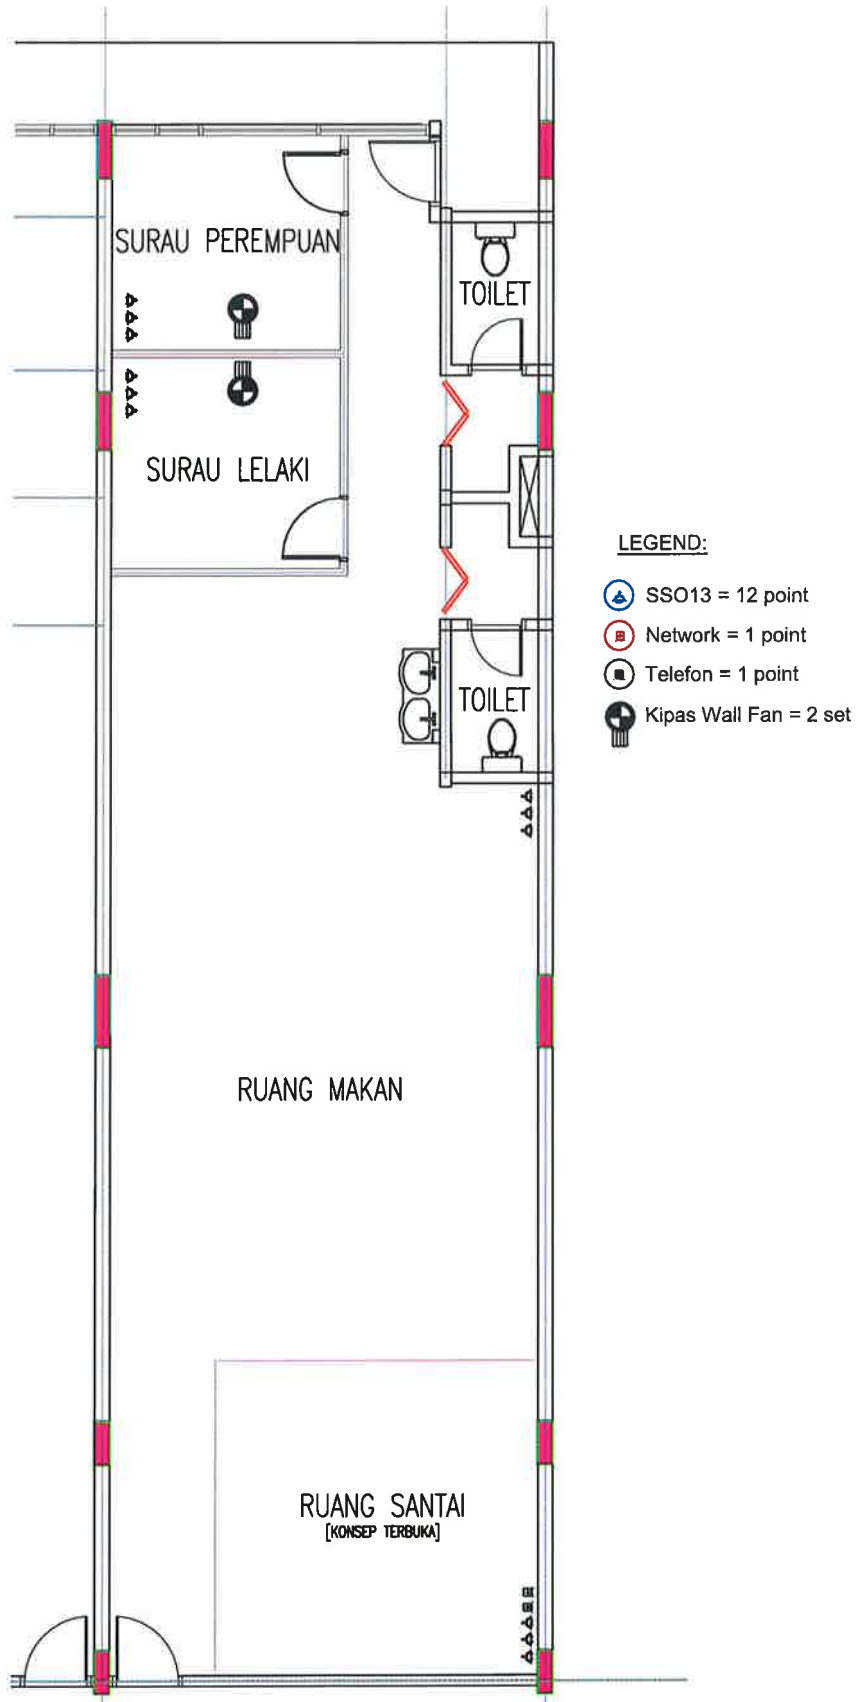 SURAU PEREMPUAN
TOILET
SURAU LELAKI
LEGEND:
SSO13 = 12 point
Network = 1 point
Telefon = 1 point
Kipas Wall Fan = 2 set
TOILET
RUANG MAKAN
RUANG SANTAI
[KONSEP TERBUKA]